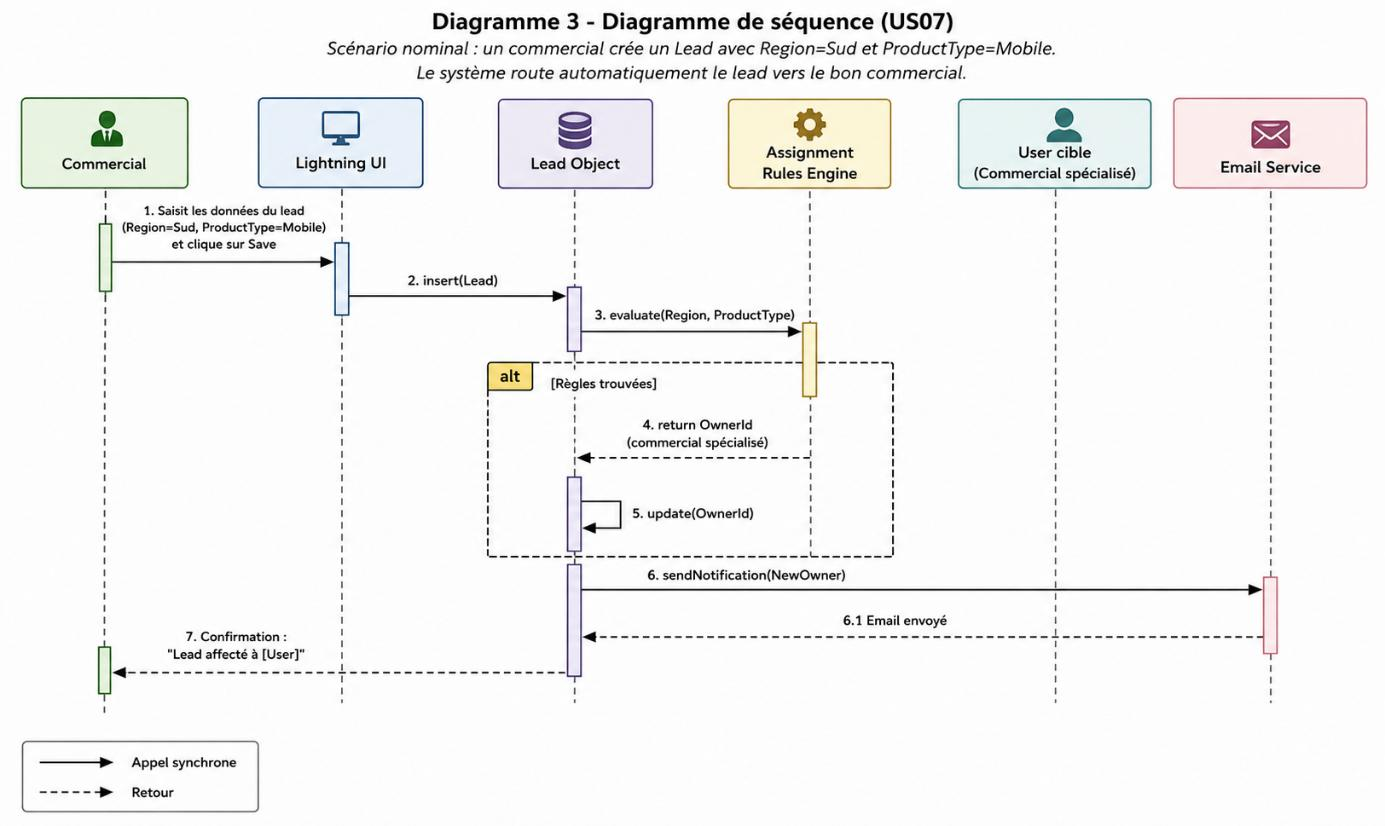 Diagramme 3 - Diagramme de séquence (US07)
Scénario nominal : un commercial crée un Lead avec Region=Sud et ProductType=Mobile.
Le système route automatiquement le lead vers le bon commercial.
Commercial
Lightning UI
Lead Object
Assignment
Rules Engine
User cible
(Commercial spécialisé)
Email Service
1. Saisit les données du lead
(Region=Sud, ProductType=Mobile)
et clique sur Save
2. insert(Lead)
3. evaluate(Region, ProductType)
alt
[Règles trouvées]
4. return OwnerId
(commercial spécialisé)
5. update(OwnerId)
6. sendNotification(NewOwner)
6.1 Email envoyé
7. Confirmation :
"Lead affecté à [User]"
Appel synchrone
Retour